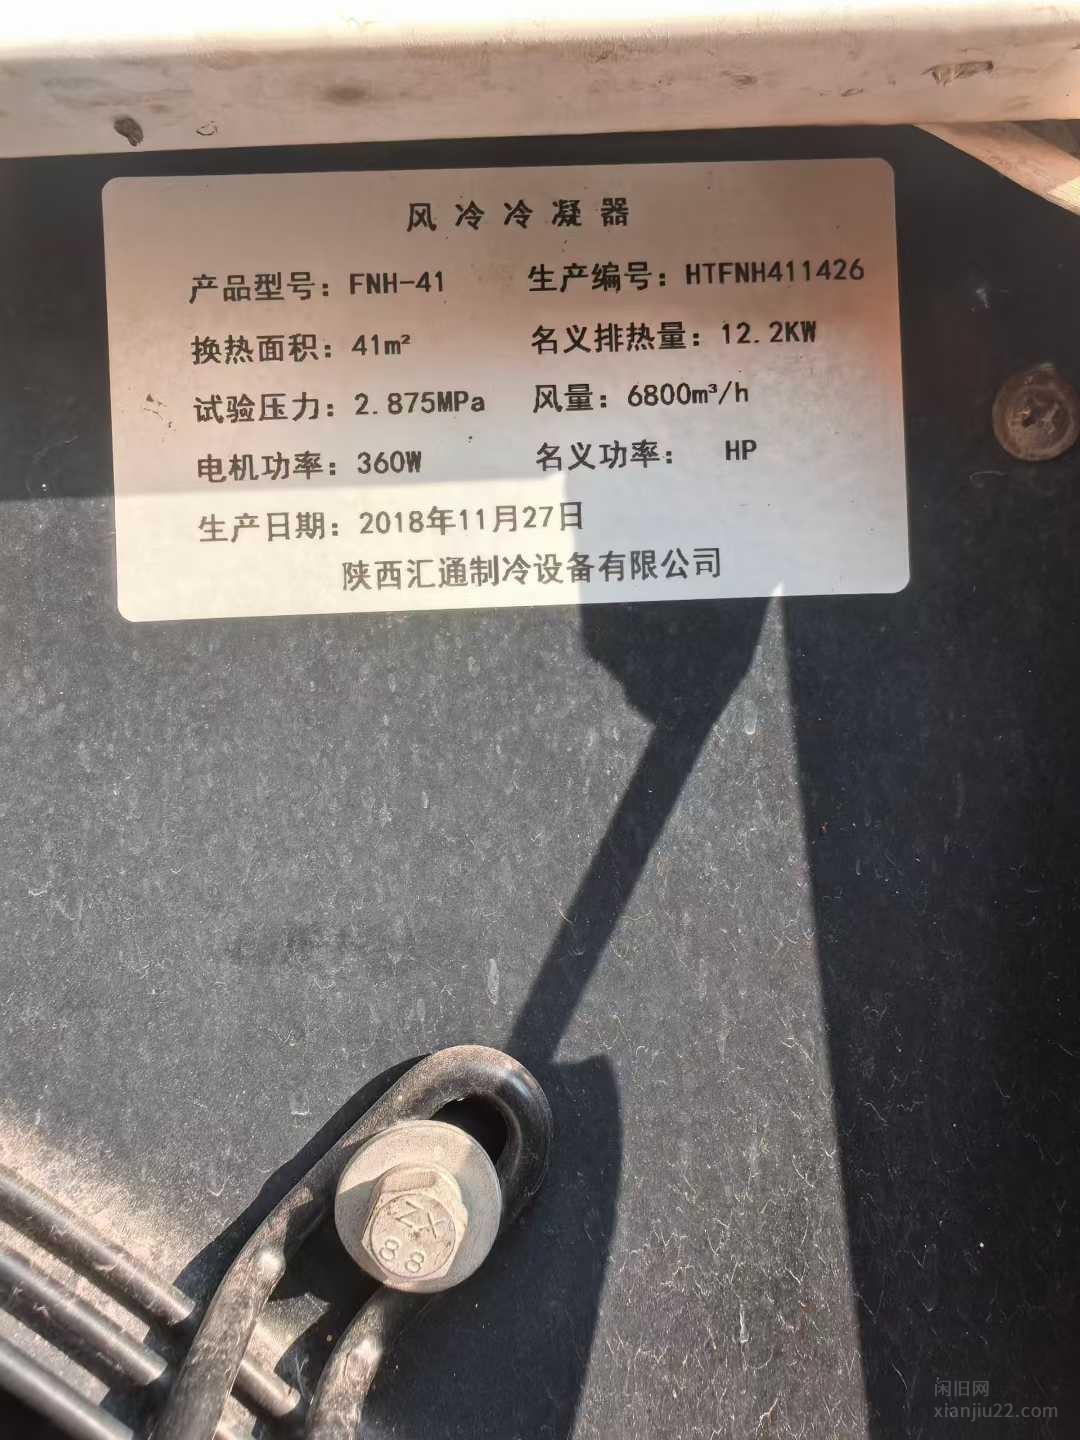 风冷冷凝器
产品型号：FNH-41 生产编号：HTFNH411426
换热面积：41m² 名义排热量：12.2KW
试验压力：2.875MPa 风量：6800m³/h
电机功率：360W 名义功率： HP
生产日期：2018年11月27日
陕西汇通制冷设备有限公司
88
闲旧网
xianjiu22.com